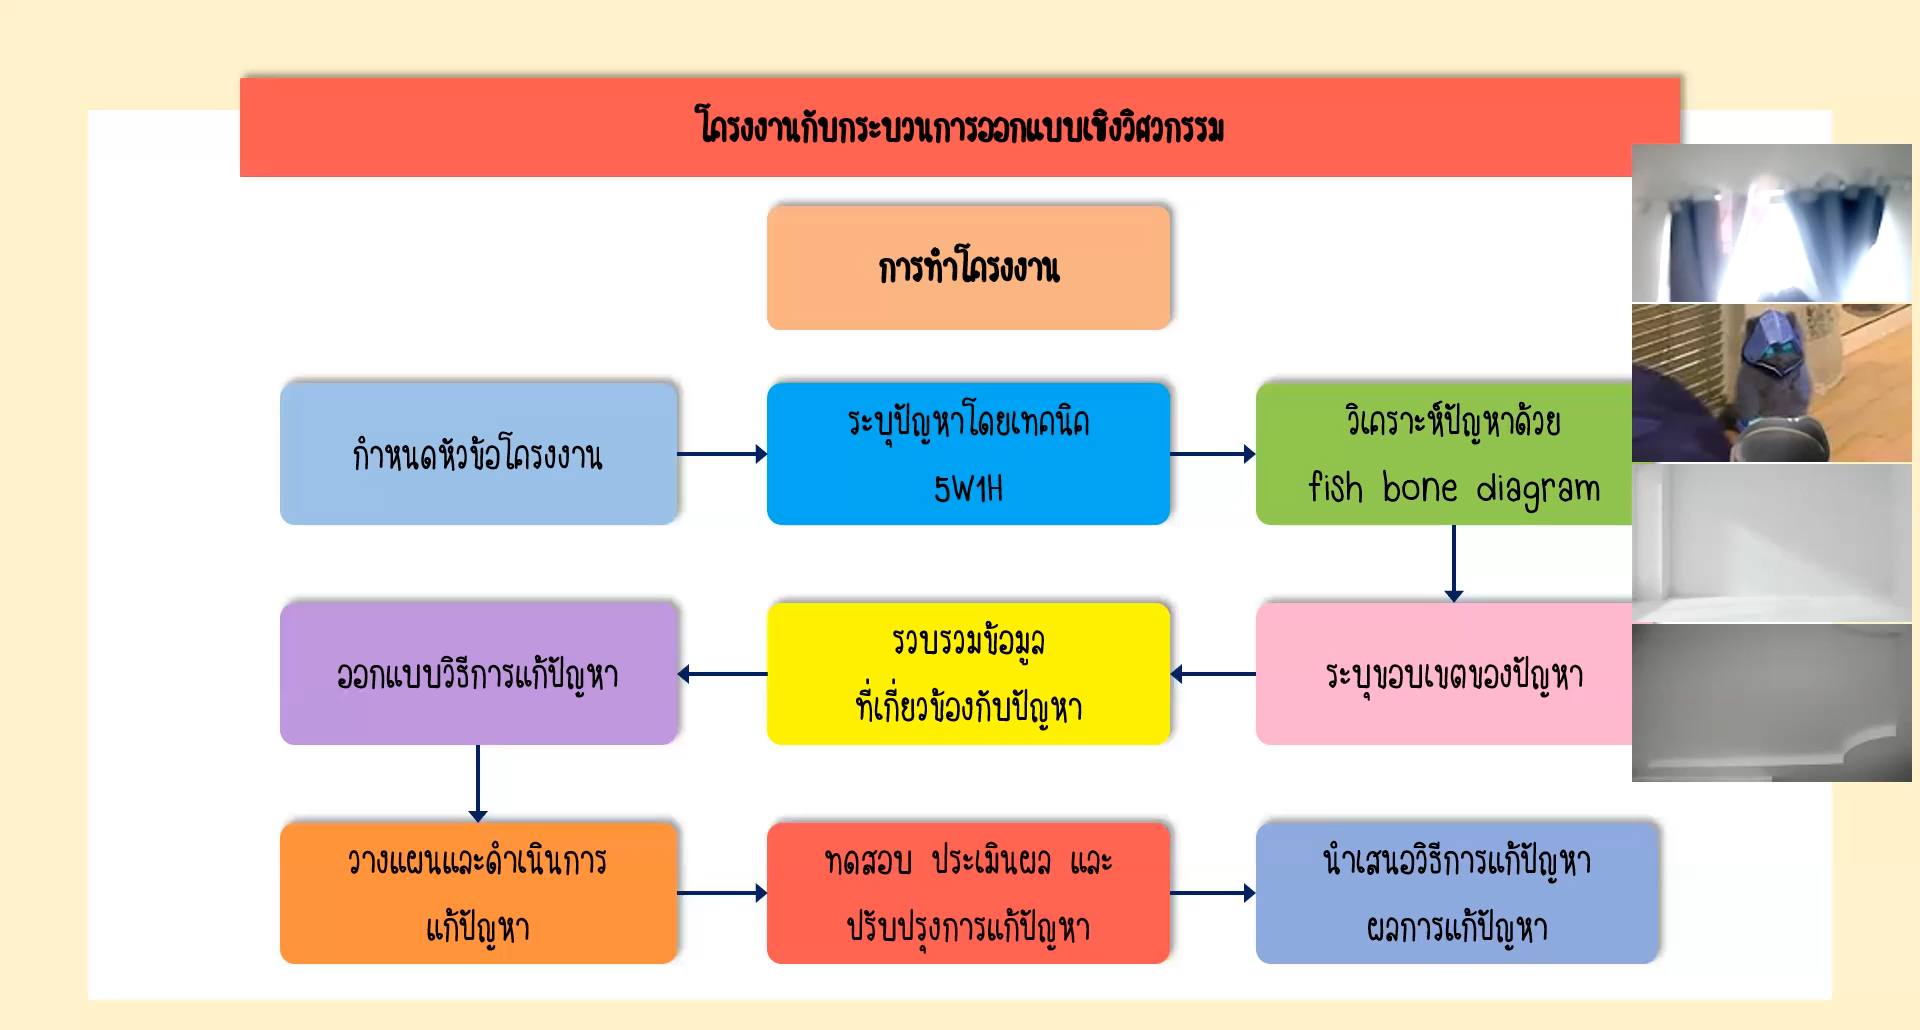 โครงงานกับกระบวนการออกแบบเชิงวิศวกรรม
การทำโครงงาน
กำหนดหัวข้อโครงงาน
ระบุปัญหาโดยเทคนิค
5W1H
วิเคราะห์ปัญหาด้วย
fish bone diagram
ระบุขอบเขตของปัญหา
รวบรวมข้อมูล
ที่เกี่ยวข้องกับปัญหา
ออกแบบวิธีการแก้ปัญหา
วางแผนและดำเนินการ
แก้ปัญหา
ทดสอบ ประเมินผล และ
ปรับปรุงการแก้ปัญหา
นำเสนอวิธีการแก้ปัญหา
ผลการแก้ปัญหา